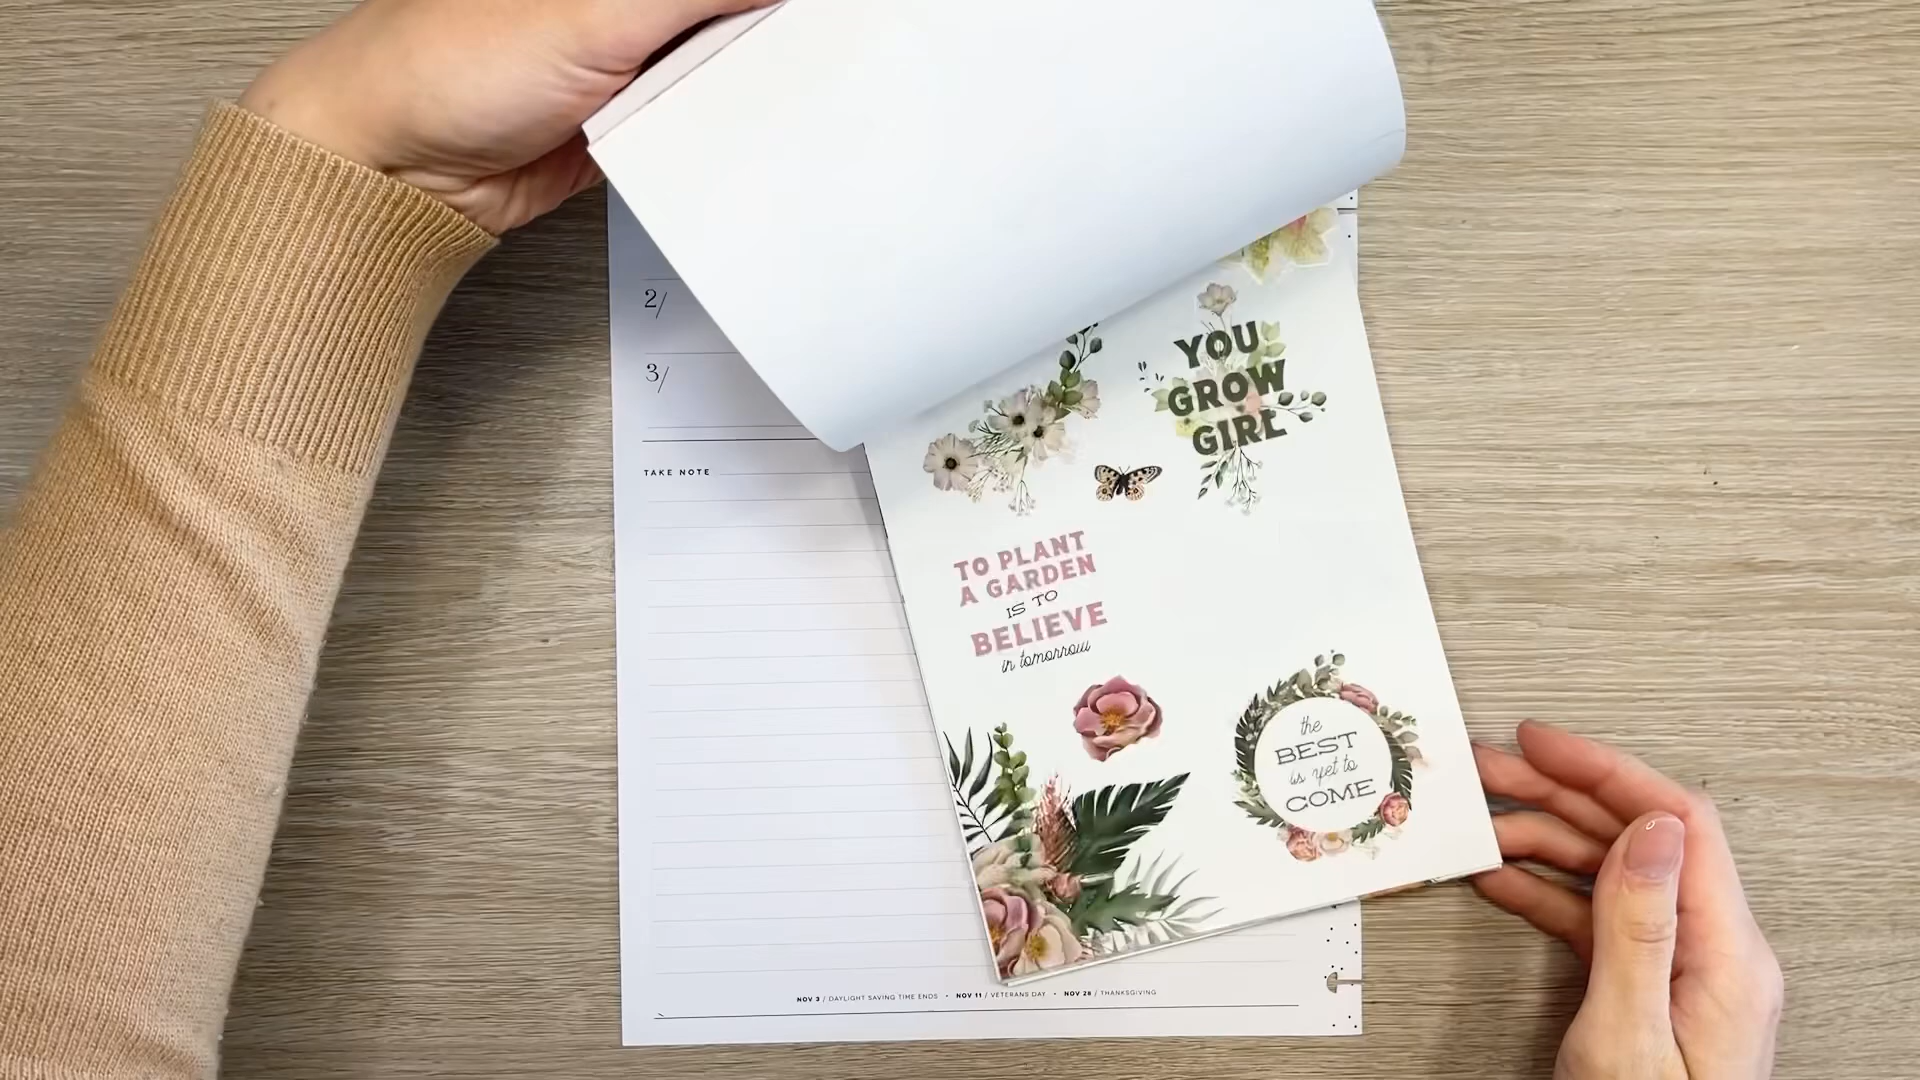 2/
3/
TAKE NOTE
YOU
GROW
GIRL
TO PLANT
A GARDEN
IS TO
BELIEVE
in tomorrow
the
BEST
is yet to
COME
NOV 3 / DAYLIGHT SAVING TIME ENDS • NOV 11 / VETERANS DAY • NOV 28 / THANKSGIVING